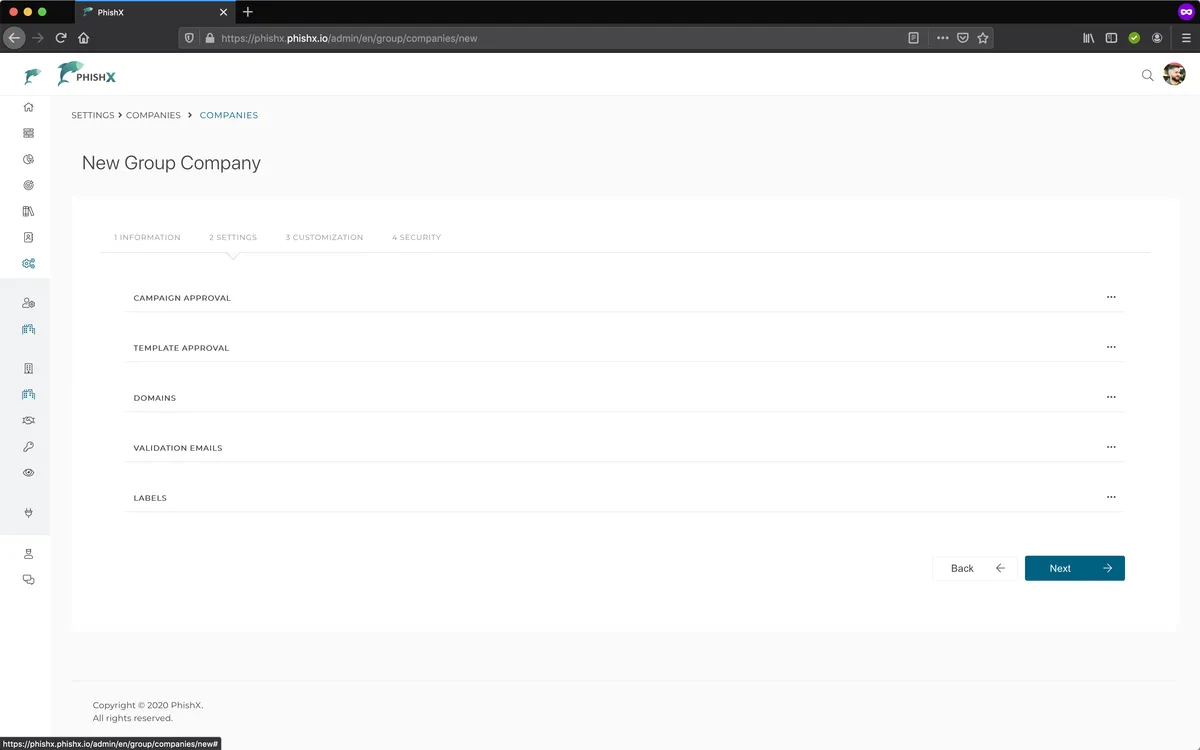 PhishX
https://phishx.phishx.io/admin/en/group/companies/new
PHISHX
SETTINGS > COMPANIES > COMPANIES
New Group Company
1 INFORMATION 2 SETTINGS 3 CUSTOMIZATION 4 SECURITY
CAMPAIGN APPROVAL
TEMPLATE APPROVAL
DOMAINS
VALIDATION EMAILS
LABELS
Back Next
Copyright © 2020 PhishX.
All rights reserved.
https://phishx.phishx.io/admin/en/group/companies/new#